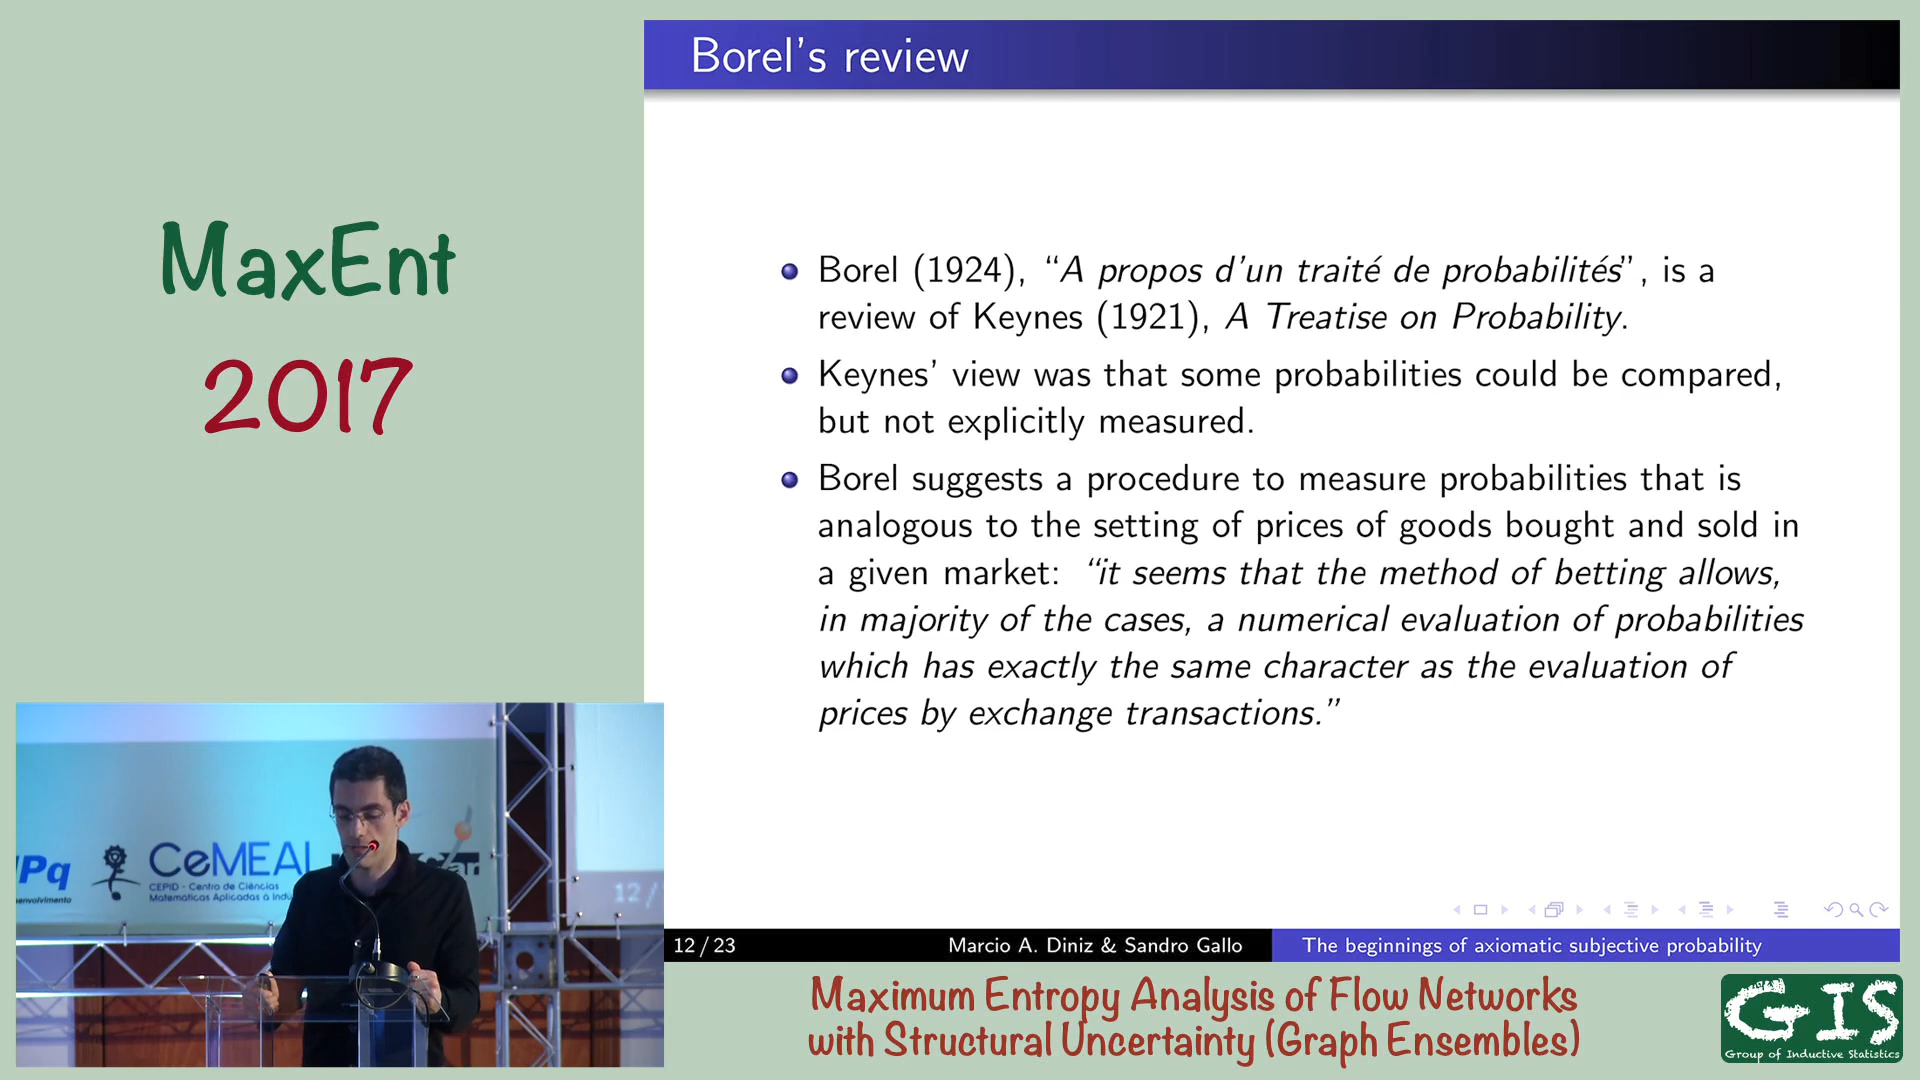 Borel's review
MaxEnt
2017
Borel (1924), “A propos d'un traité de probabilités”, is a
review of Keynes (1921), A Treatise on Probability.
Keynes' view was that some probabilities could be compared,
but not explicitly measured.
Borel suggests a procedure to measure probabilities that is
analogous to the setting of prices of goods bought and sold in
a given market: “it seems that the method of betting allows,
in majority of the cases, a numerical evaluation of probabilities
which has exactly the same character as the evaluation of
prices by exchange transactions.”
Pq
CeMEAI
CEPID - Centro de Ciências
Matemáticas Aplicadas à Indú
12 /
12 / 23
Marcio A. Diniz & Sandro Gallo
The beginnings of axiomatic subjective probability
Maximum Entropy Analysis of Flow Networks
with Structural Uncertainty (Graph Ensembles)
GIS
Group of Inductive Statistics